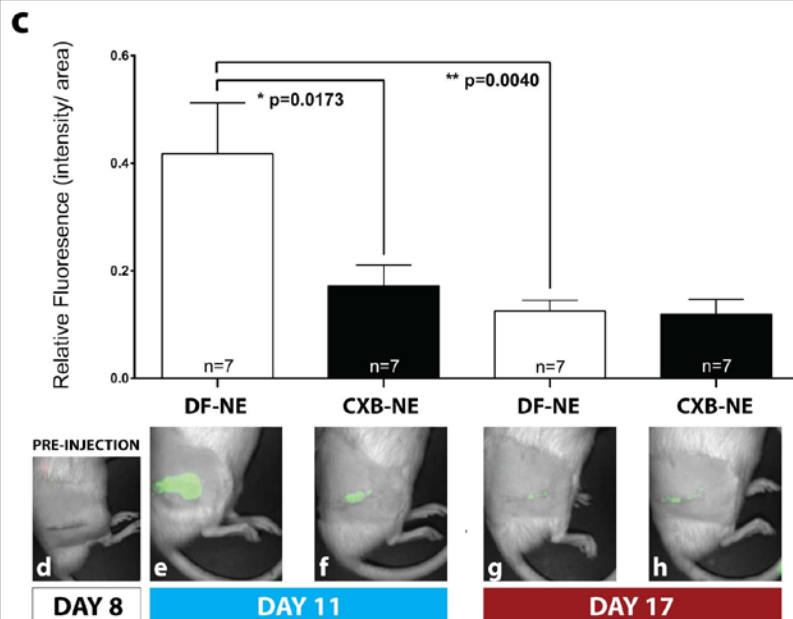 C
Relative Fluoresence (intensity/ area)
0.6
0.4
0.2
0.0
* p=0.0173
** p=0.0040
n=7
n=7
n=7
n=7
DF-NE
CXB-NE
DF-NE
CXB-NE
PRE-INJECTION
d
e
f
g
h
DAY 8
DAY 11
DAY 17